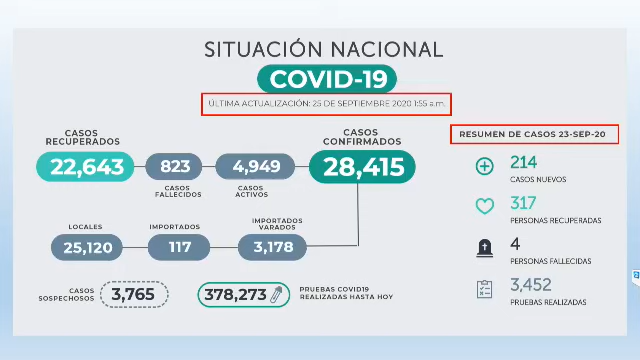 SITUACIÓN NACIONAL
COVID-19
ÚLTIMA ACTUALIZACIÓN: 25 DE SEPTIEMBRE 2020 1:55 a.m.
CASOS
RECUPERADOS
22,643
823
CASOS
FALLECIDOS
4,949
CASOS
ACTIVOS
CASOS
CONFIRMADOS
28,415
LOCALES
25,120
IMPORTADOS
117
IMPORTADOS
VARADOS
3,178
CASOS
SOSPECHOSOS
3,765
378,273
PRUEBAS COVID19
REALIZADAS HASTA HOY
RESUMEN DE CASOS 23-SEP-20
214
CASOS NUEVOS
317
PERSONAS RECUPERADAS
4
PERSONAS FALLECIDAS
3,452
PRUEBAS REALIZADAS